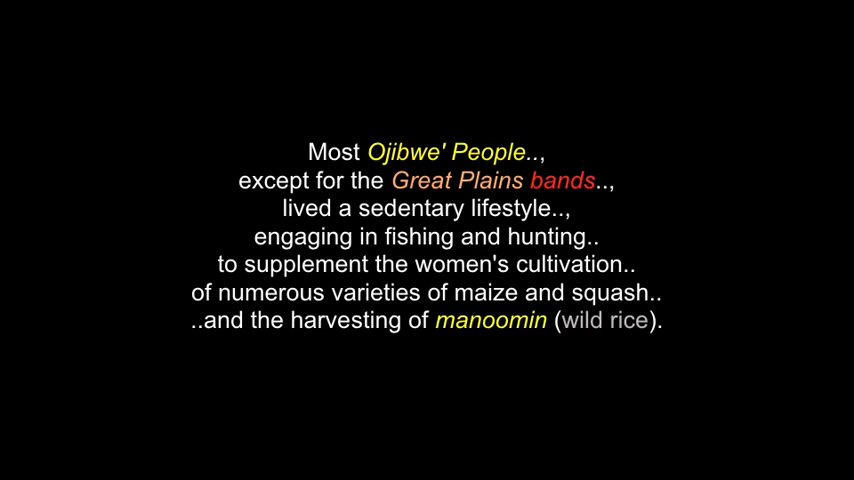 Most Ojibwe' People..,
except for the Great Plains bands..,
lived a sedentary lifestyle..,
engaging in fishing and hunting..
to supplement the women's cultivation..
of numerous varieties of maize and squash..
..and the harvesting of manoomin (wild rice).